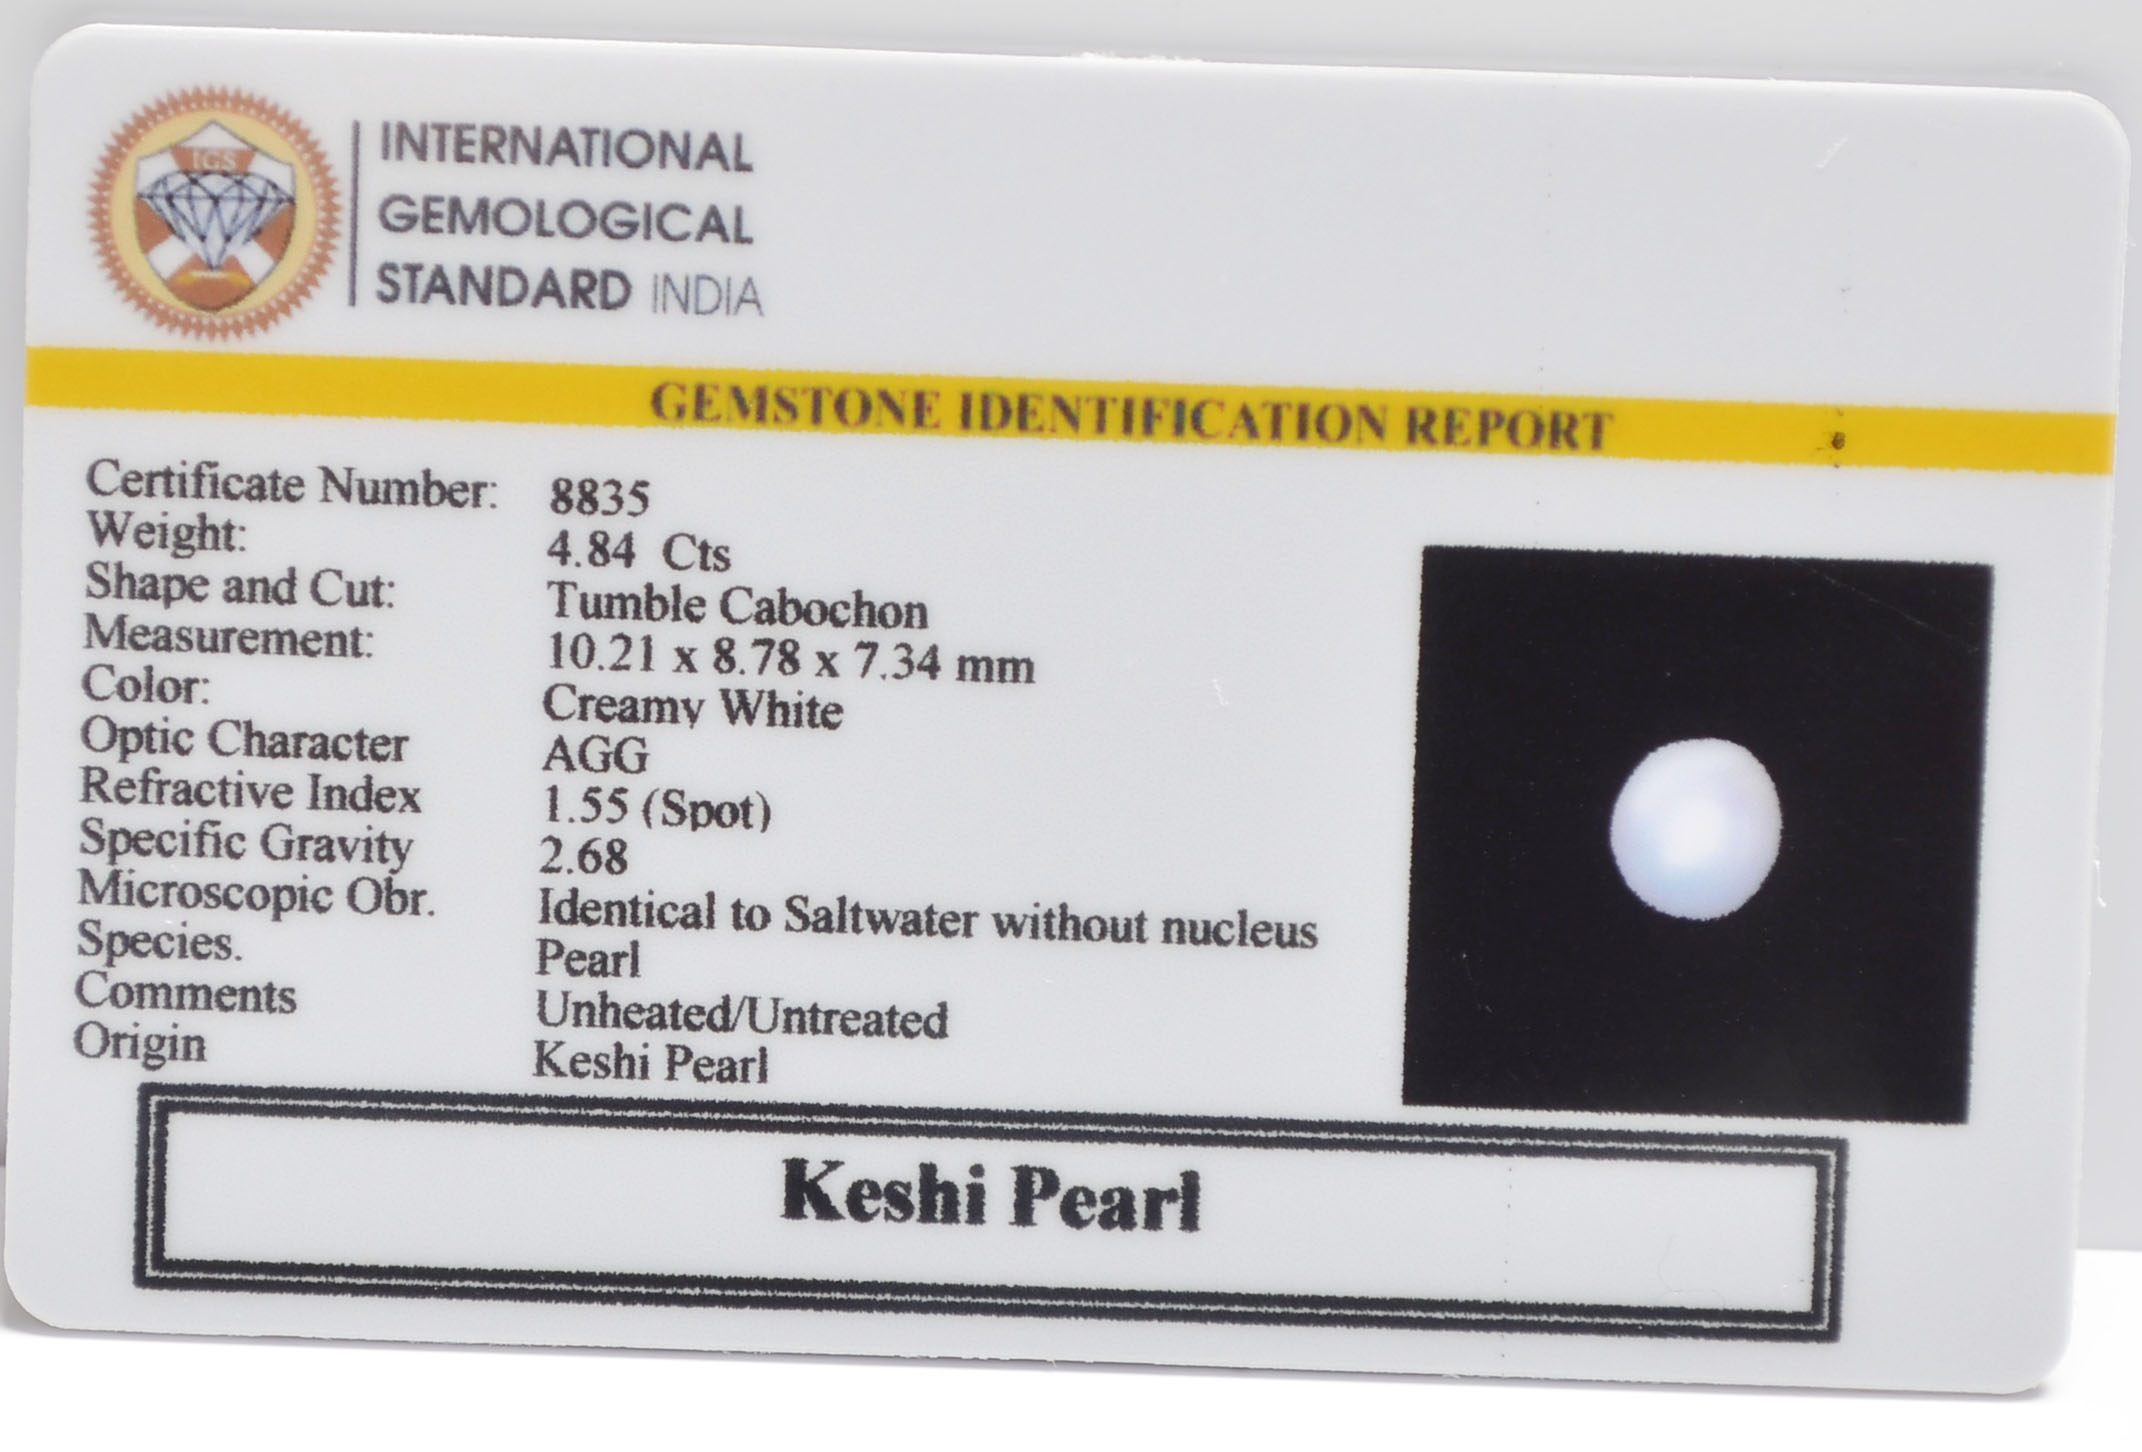 IGS
INTERNATIONAL
GEMOLOGICAL
STANDARD INDIA
GEMSTONE IDENTIFICATION REPORT
Certificate Number: 8835
Weight: 4.84 Cts
Shape and Cut: Tumble Cabochon
Measurement: 10.21 x 8.78 x 7.34 mm
Color: Creamy White
Optic Character AGG
Refractive Index 1.55 (Spot)
Specific Gravity 2.68
Microscopic Obr. Identical to Saltwater without nucleus
Species. Pearl
Comments Unheated/Untreated
Origin Keshi Pearl
Keshi Pearl